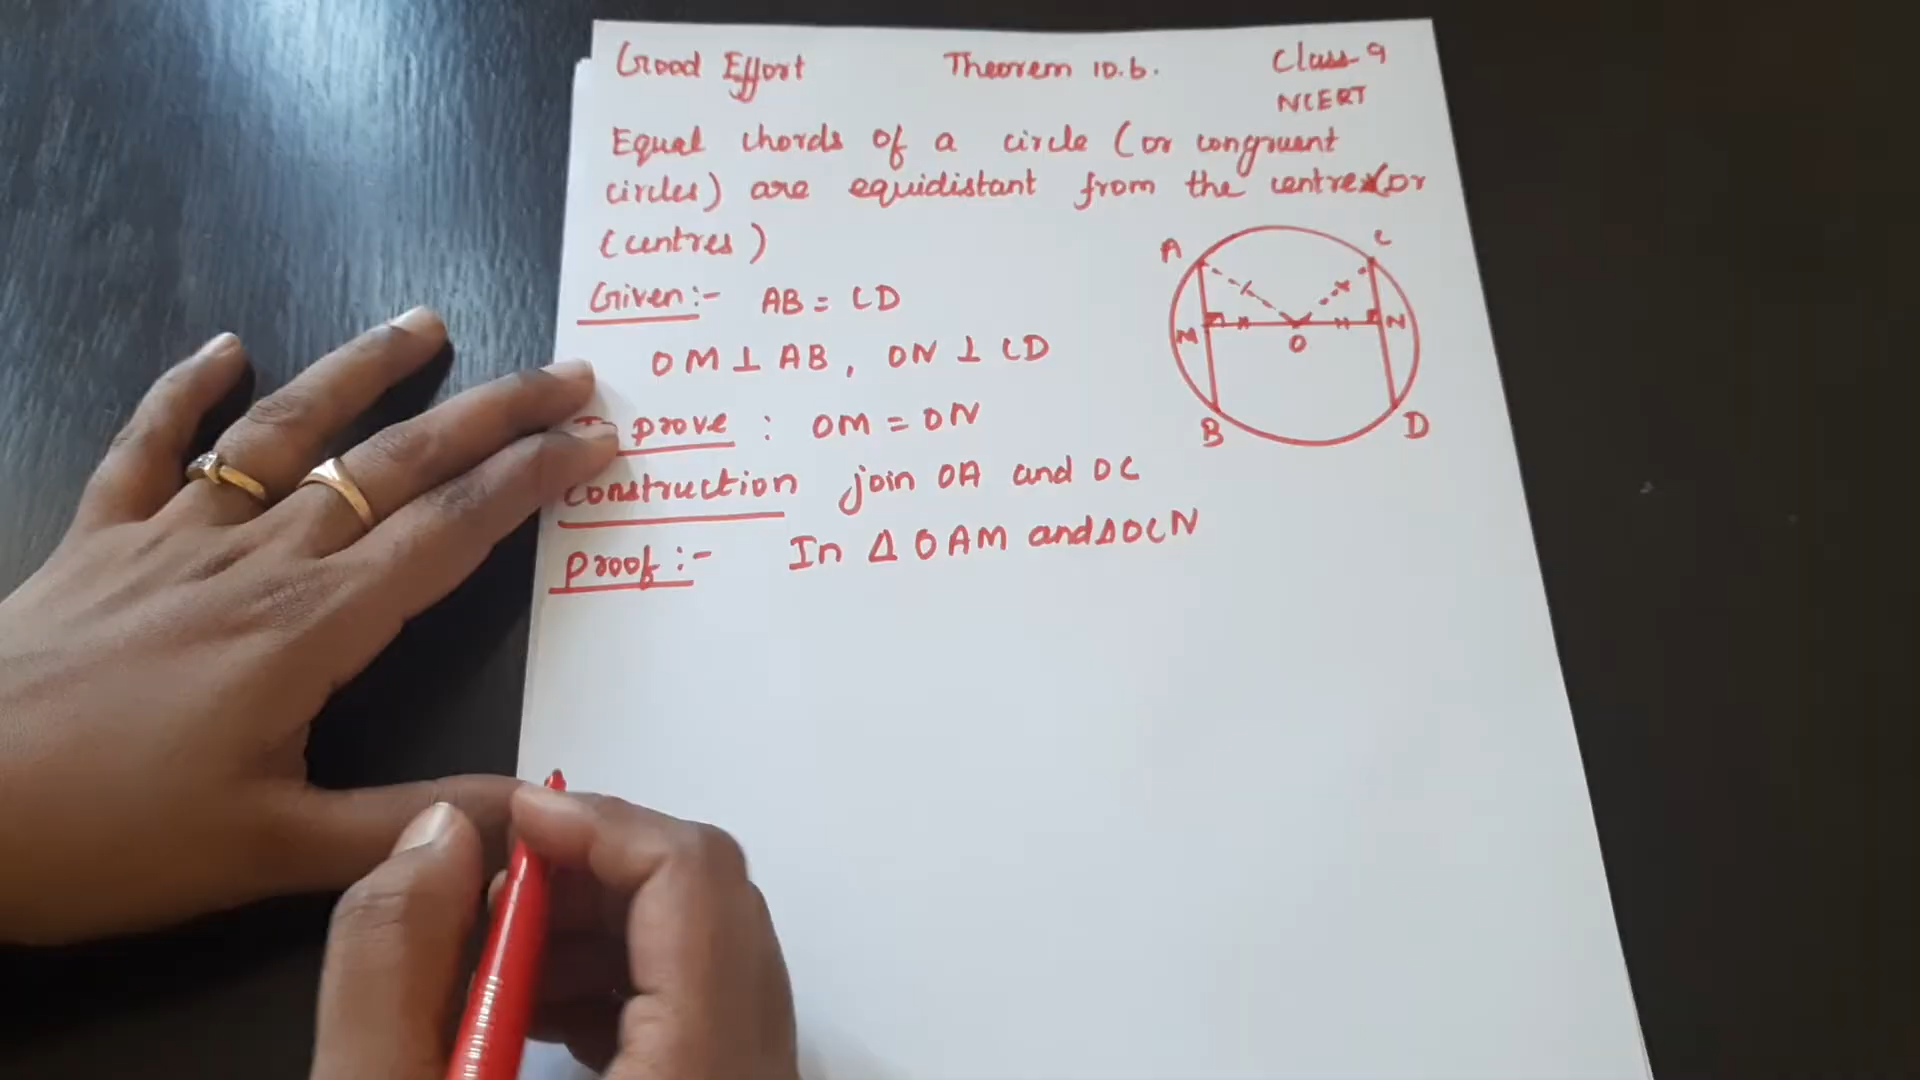 Good Effort Theorem 10.6. Class 9
NCERT
Equal chords of a circle (or congruent
circles) are equidistant from the centre (or
(centres)
Given:- AB = CD
OM ⊥ AB, ON ⊥ CD
To prove : OM = ON
Construction join OA and OC
Proof:- In Δ OAM and Δ OCN
A C
M O N
B D